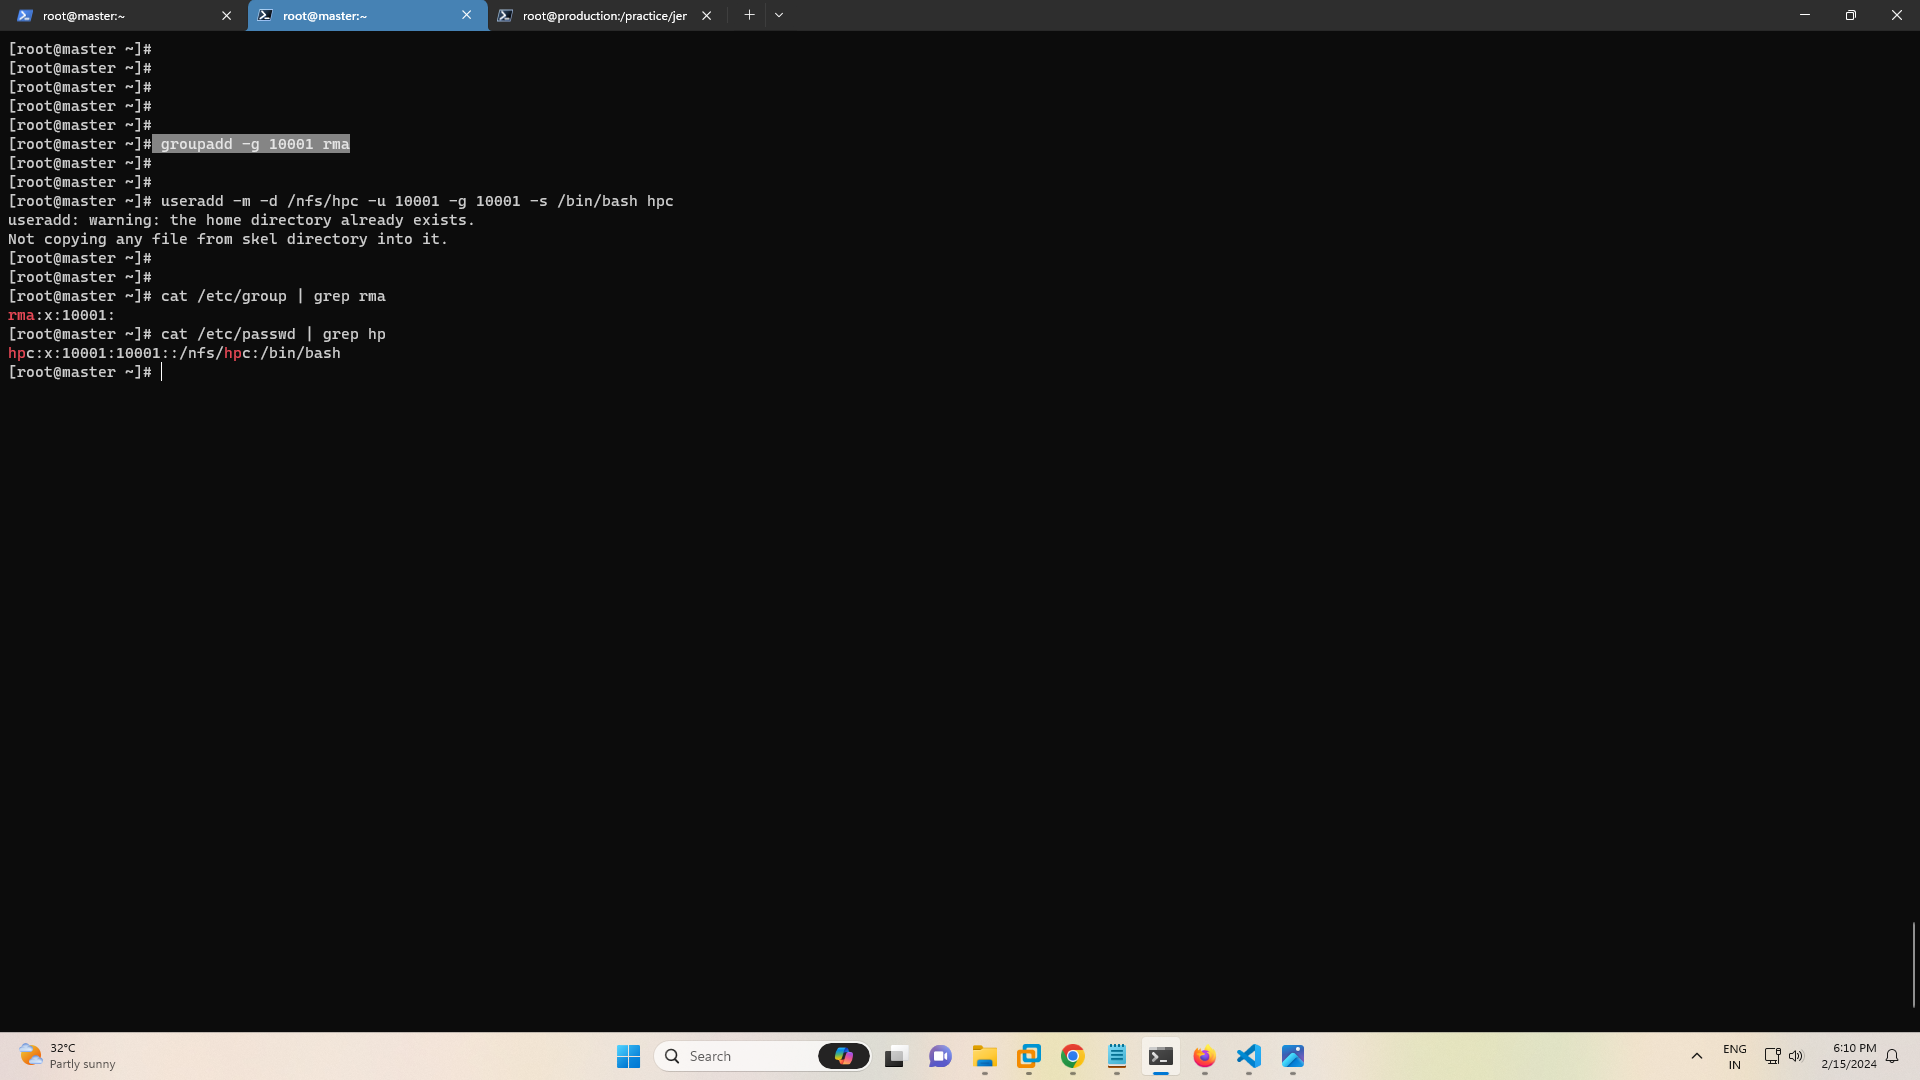 root@master:~
root@master:~
root@production:/practice/jer
[root@master ~]#
[root@master ~]#
[root@master ~]#
[root@master ~]#
[root@master ~]#
[root@master ~]# groupadd -g 10001 rma
[root@master ~]#
[root@master ~]#
[root@master ~]# useradd -m -d /nfs/hpc -u 10001 -g 10001 -s /bin/bash hpc
useradd: warning: the home directory already exists.
Not copying any file from skel directory into it.
[root@master ~]#
[root@master ~]#
[root@master ~]# cat /etc/group | grep rma
rma:x:10001:
[root@master ~]# cat /etc/passwd | grep hp
hpc:x:10001:10001::/nfs/hpc:/bin/bash
[root@master ~]#
32°C
Partly sunny
Search
ENG
IN
6:10 PM
2/15/2024